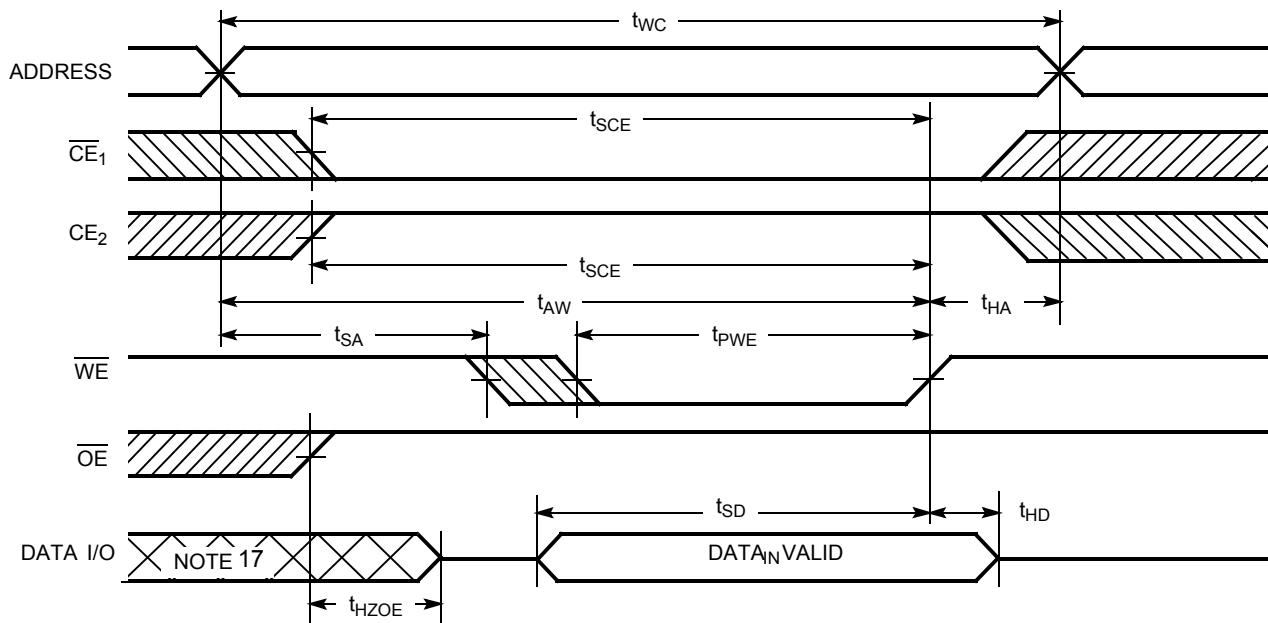 tWC
ADDRESS
tSCE
CE1
CE2
tSCE
tAW
tHA
tSA
tPWE
WE
OE
tSD
tHD
DATA I/O
NOTE 17
DATAIN VALID
tHZOE